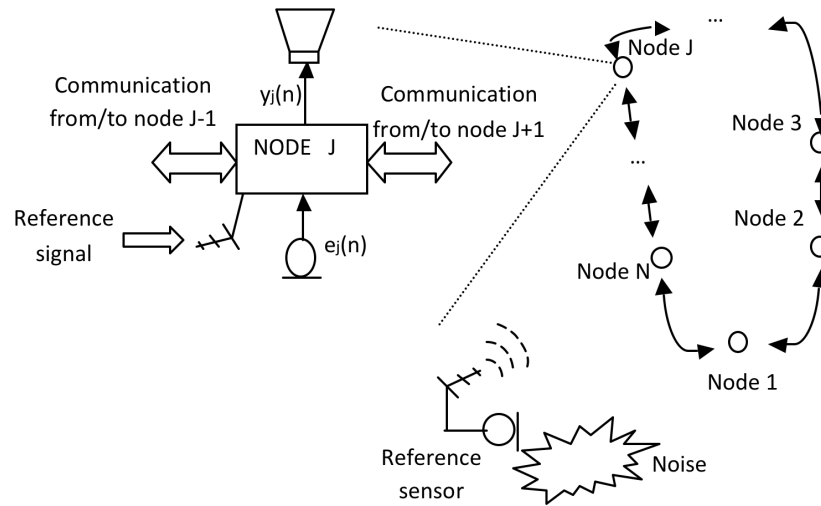 ...
Node J
yⱼ(n)
Communication
from/to node J-1
Communication
from/to node J+1
NODE J
Node 3
...
Reference
signal
eⱼ(n)
Node 2
Node N
Node 1
Reference
sensor
Noise